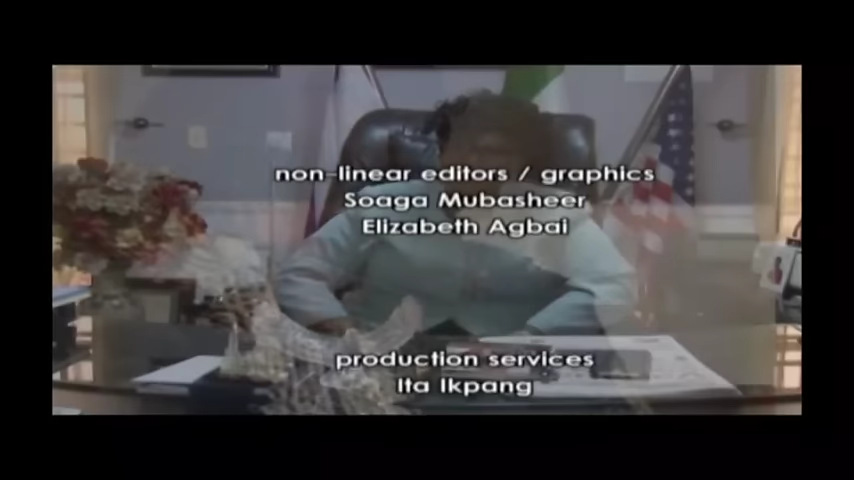 non-linear editors / graphics
Soaga Mubasheer
Elizabeth Agbai
production services
Ita Ikpang